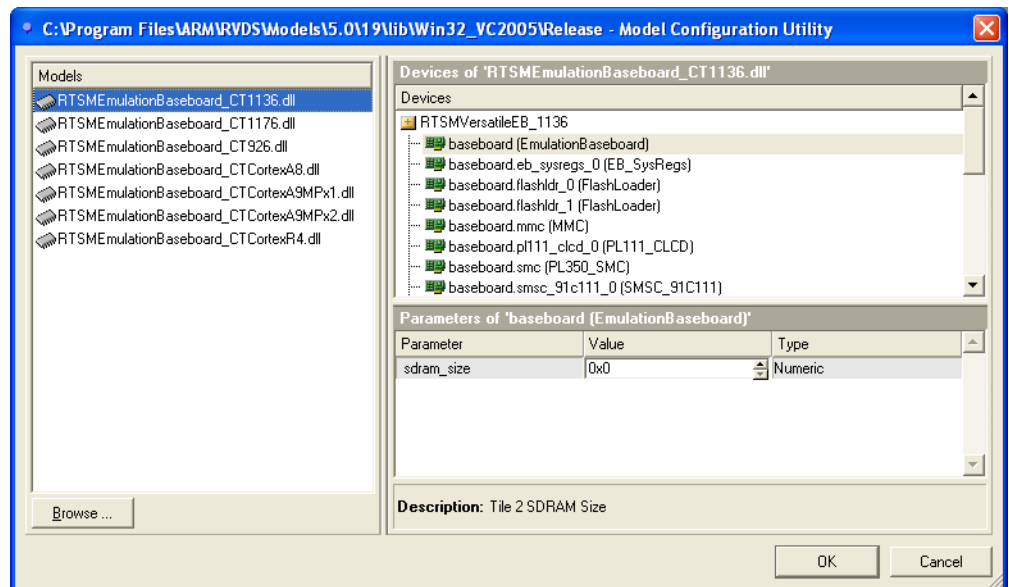 C:\Program Files\ARM\RVDS\Models\5.0\19\lib\Win32_VC2005\Release - Model Configuration Utility
Models
RTSMEmulationBaseboard_CT1136.dll
RTSMEmulationBaseboard_CT1176.dll
RTSMEmulationBaseboard_CT926.dll
RTSMEmulationBaseboard_CTCortexA8.dll
RTSMEmulationBaseboard_CTCortexA9MPx1.dll
RTSMEmulationBaseboard_CTCortexA9MPx2.dll
RTSMEmulationBaseboard_CTCortexR4.dll
Browse ...
Devices of 'RTSMEmulationBaseboard_CT1136.dll'
Devices
RTSMVersatileEB_1136
baseboard (EmulationBaseboard)
baseboard.eb_sysregs_0 (EB_SysRegs)
baseboard.flashldr_0 (FlashLoader)
baseboard.flashldr_1 (FlashLoader)
baseboard.mmc (MMC)
baseboard.pl111_clcd_0 (PL111_CLCD)
baseboard.smc (PL350_SMC)
baseboard.smsc_91c111_0 (SMSC_91C111)
Parameters of 'baseboard (EmulationBaseboard)'
Parameter Value Type
sdram_size 0x0 Numeric
Description: Tile 2 SDRAM Size
OK Cancel